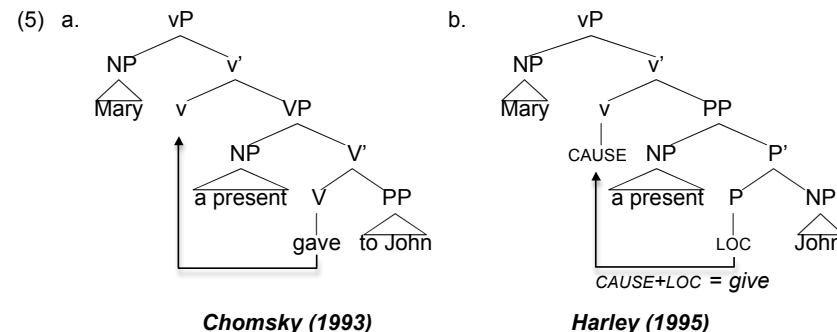 (5) a. vP b. vP
NP v' NP v'
Mary v VP Mary v PP
NP V' CAUSE NP P'
a present V PP a present P NP
gave to John LOC John
CAUSE+LOC = give
Chomsky (1993) Harley (1995)